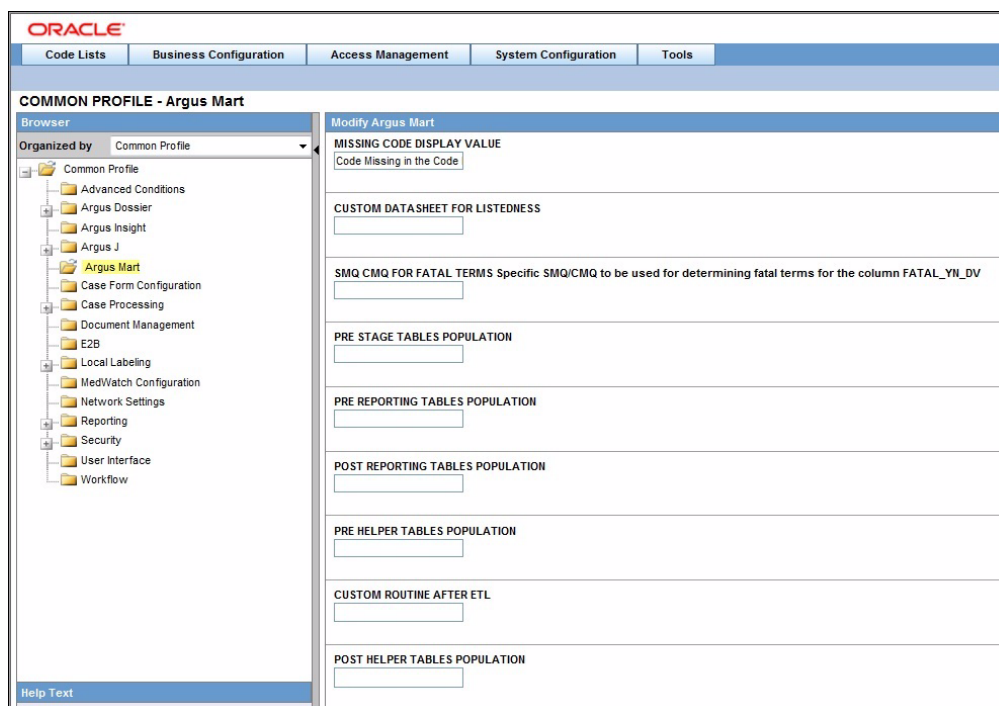 ORACLE
Code Lists Business Configuration Access Management System Configuration Tools
COMMON PROFILE - Argus Mart
Browser
Organized by Common Profile
Common Profile
Advanced Conditions
Argus Dossier
Argus Insight
Argus J
Argus Mart
Case Form Configuration
Case Processing
Document Management
E2B
Local Labeling
MedWatch Configuration
Network Settings
Reporting
Security
User Interface
Workflow
Help Text
Modify Argus Mart
MISSING CODE DISPLAY VALUE
Code Missing in the Code
CUSTOM DATASHEET FOR LISTEDNESS
SMQ CMQ FOR FATAL TERMS Specific SMQ/CMQ to be used for determining fatal terms for the column FATAL_YN_DV
PRE STAGE TABLES POPULATION
PRE REPORTING TABLES POPULATION
POST REPORTING TABLES POPULATION
PRE HELPER TABLES POPULATION
CUSTOM ROUTINE AFTER ETL
POST HELPER TABLES POPULATION